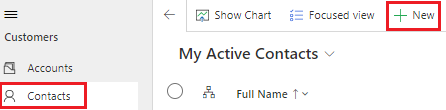 Show Chart
Focused view
New
Customers
My Active Contacts
Accounts
Contacts
Full Name